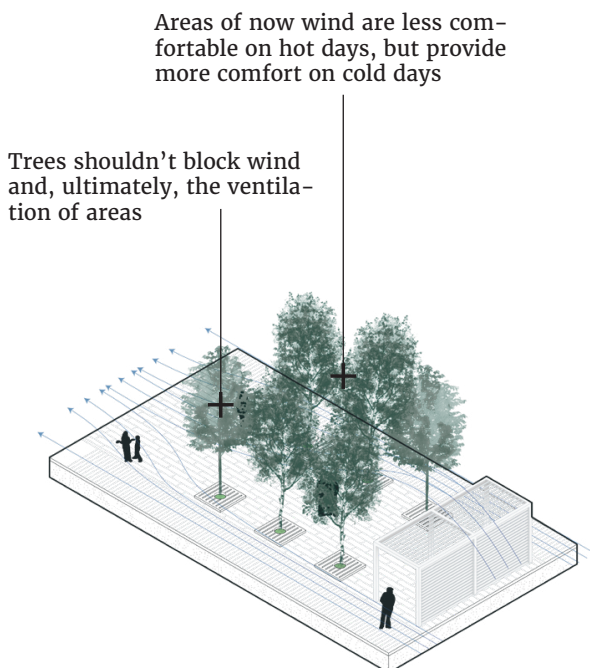 Areas of now wind are less com-
fortable on hot days, but provide
more comfort on cold days
Trees shouldn't block wind
and, ultimately, the ventila-
tion of areas